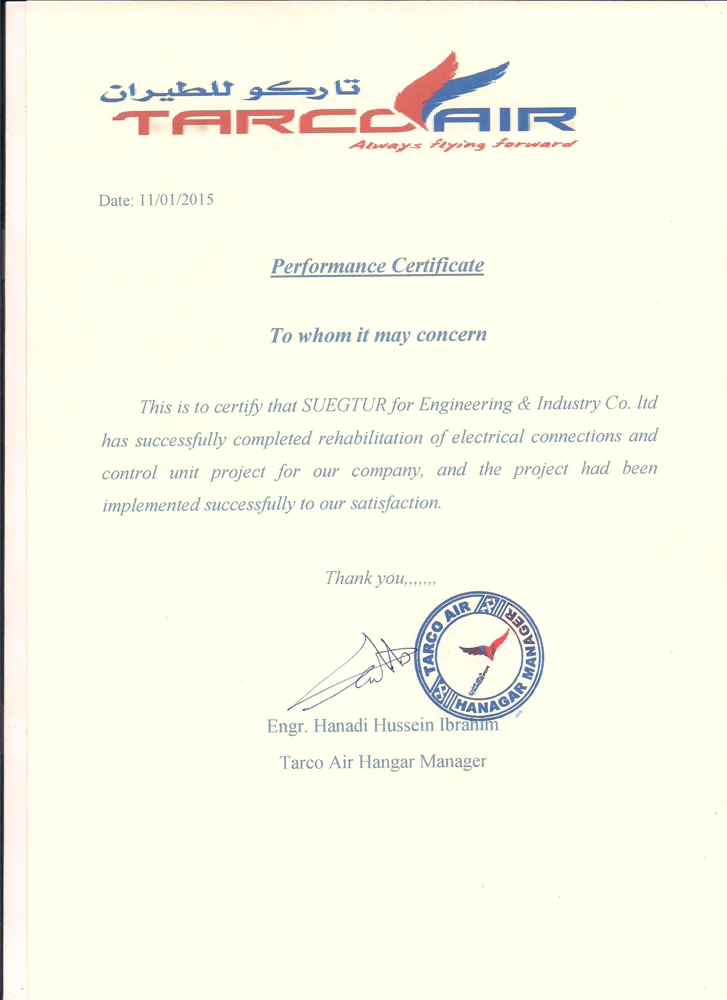 تاركو للطيران
TARCO AIR
Always flying forward
Date: 11/01/2015
Performance Certificate
To whom it may concern
This is to certify that SUEGTUR for Engineering & Industry Co. ltd
has successfully completed rehabilitation of electrical connections and
control unit project for our company, and the project had been
implemented successfully to our satisfaction.
Thank you,,,,,,,
TARCO AIR
HANAGAR MANAGER
TARCO AIR
Engr. Hanadi Hussein Ibrahim
Tarco Air Hangar Manager